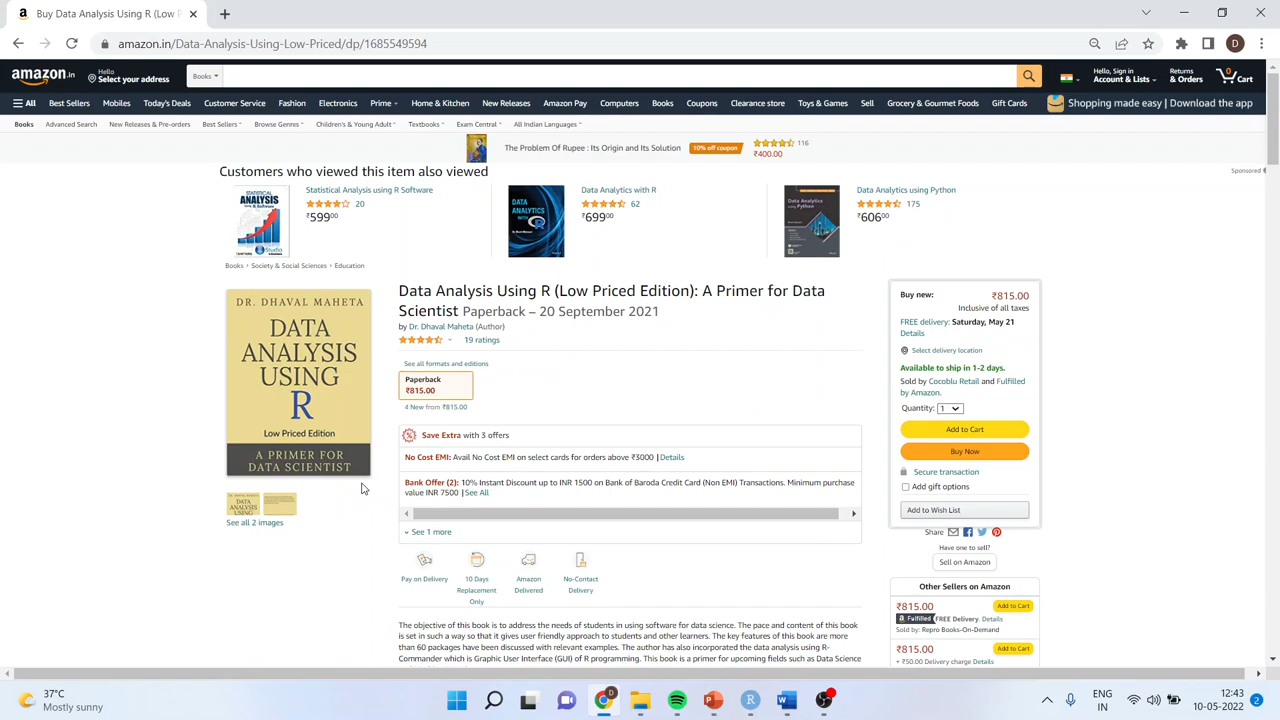 Buy Data Analysis Using R (Low P
amazon.in/Data-Analysis-Using-Low-Priced/dp/1685549594
D
amazon.in
Hello
Select your address
Books
Hello, Sign in
Account & Lists
Returns
& Orders
0
Cart
All Best Sellers Mobiles Today's Deals Customer Service Fashion Electronics Prime Home & Kitchen New Releases Amazon Pay Computers Books Coupons Clearance store Toys & Games Sell Grocery & Gourmet Foods Gift Cards Shopping made easy | Download the app
Books Advanced Search New Releases & Pre-orders Best Sellers Browse Genres Children's & Young Adult Textbooks Exam Central All Indian Languages
The Problem Of Rupee : Its Origin and Its Solution 10% off coupon 116
₹400.00
Customers who viewed this item also viewed
Sponsored
Statistical Analysis using R Software
20
₹599⁰⁰
Data Analytics with R
62
₹699⁰⁰
Data Analytics using Python
175
₹606⁰⁰
STATISTICAL
ANALYSIS
DATA
ANALYTICS
WITH
Data Analytics
using Python
Books › Society & Social Sciences › Education
DR. DHAVAL MAHETA
DATA
ANALYSIS
USING
R
Low Priced Edition
A PRIMER FOR
DATA SCIENTIST
See all 2 images
Data Analysis Using R (Low Priced Edition): A Primer for Data
Scientist Paperback – 20 September 2021
by Dr. Dhaval Maheta (Author)
19 ratings
See all formats and editions
Paperback
₹815.00
4 New from ₹815.00
Save Extra with 3 offers
No Cost EMI: Avail No Cost EMI on select cards for orders above ₹3000 | Details
Bank Offer (2): 10% Instant Discount up to INR 1500 on Bank of Baroda Credit Card (Non EMI) Transactions. Minimum purchase
value INR 7500 | See All
See 1 more
Pay on Delivery
10 Days
Replacement
Only
Amazon
Delivered
No-Contact
Delivery
The objective of this book is to address the needs of students in using software for data science. The pace and content of this book
is set in such a way so that it gives user friendly approach to students and other learners. The key features of this book are more
than 60 packages have been discussed with relevant examples. The author has also incorporated the data analysis using R-
Commander which is Graphic User Interface (GUI) of R programming. This book is a primer for upcoming fields such as Data Science
Buy new: ₹815.00
Inclusive of all taxes
FREE delivery: Saturday, May 21
Details
Select delivery location
Available to ship in 1-2 days.
Sold by Cocoblu Retail and Fulfilled
by Amazon.
Quantity: 1
Add to Cart
Buy Now
Secure transaction
Add gift options
Add to Wish List
Share
Have one to sell?
Sell on Amazon
Other Sellers on Amazon
₹815.00 Add to Cart
Fulfilled FREE Delivery. Details
Sold by: Repro Books-On-Demand
₹815.00 Add to Cart
+ ₹50.00 Delivery charge Details
37°C
Mostly sunny
ENG
IN
12:43
10-05-2022
2